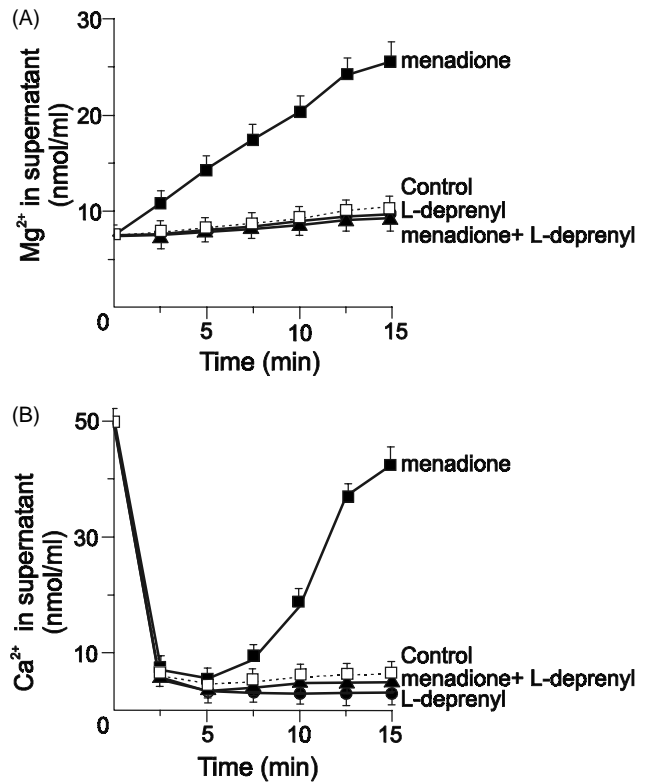 (A)
30
20
10
0
Mg²⁺ in supernatant
(nmol/ml)
menadione
Control
L-deprenyl
menadione+ L-deprenyl
5
10
15
Time (min)
(B)
50
30
10
0
Ca²⁺ in supernatant
(nmol/ml)
menadione
Control
menadione+ L-deprenyl
L-deprenyl
5
10
15
Time (min)